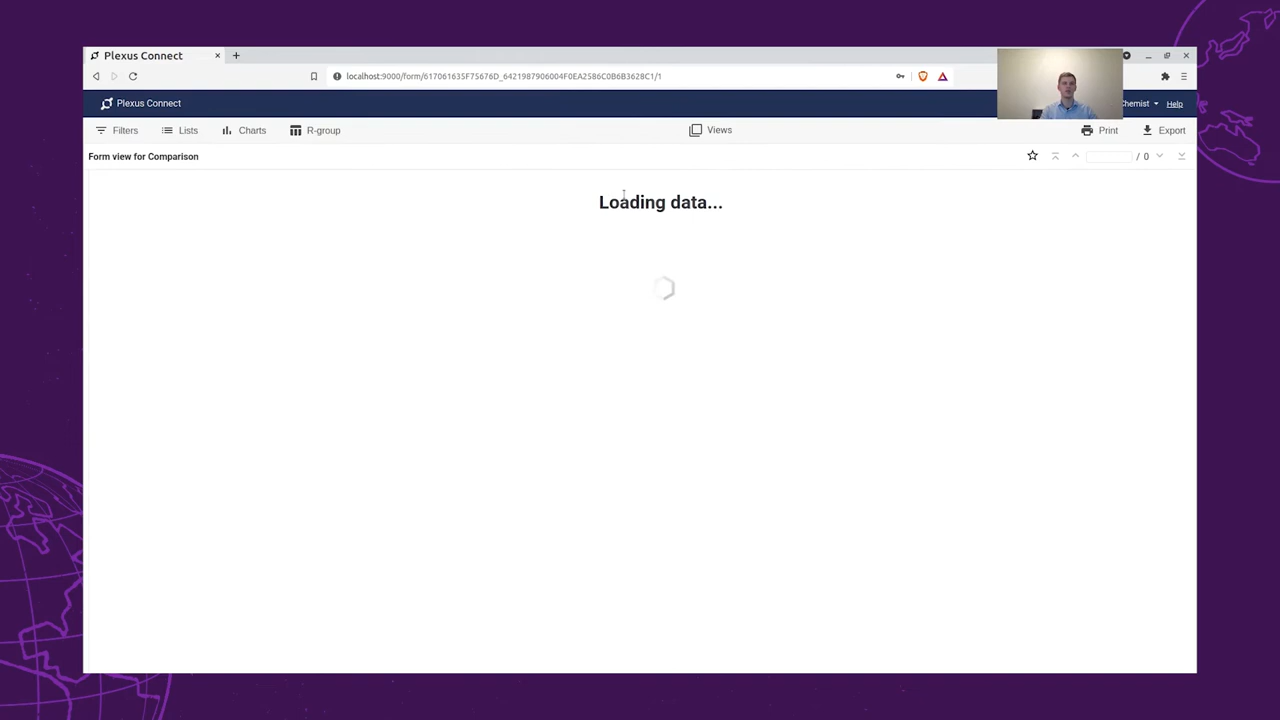 Plexus Connect
localhost:9000/form/617061635F75676D_6421987906004F0EA2586C0B6B3628C1/1
Plexus Connect
Chemist
Help
Filters
Lists
Charts
R-group
Views
Print
Export
Form view for Comparison
/ 0
Loading data...